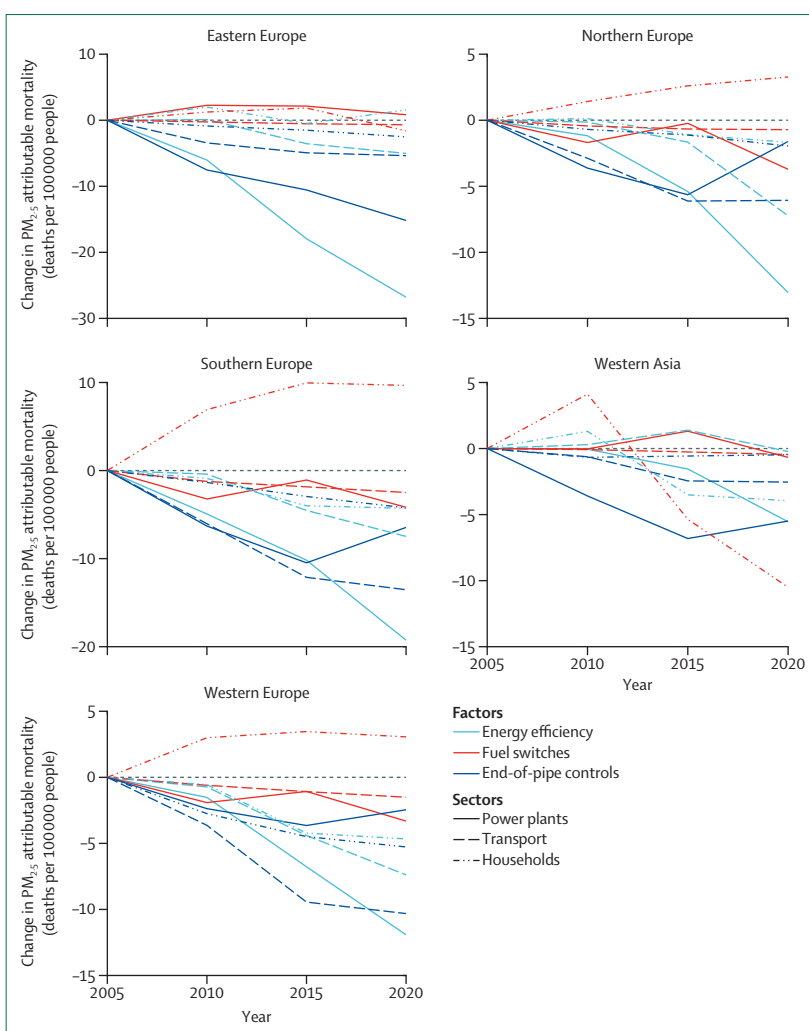 Eastern Europe
Change in PM2·5 attributable mortality
(deaths per 100 000 people)
10
0
–10
–20
–30
Northern Europe
5
0
–5
–10
–15
Southern Europe
Change in PM2·5 attributable mortality
(deaths per 100 000 people)
10
0
–10
–20
Western Asia
5
0
–5
–10
–15
2005
2010
2015
2020
Year
Western Europe
Change in PM2·5 attributable mortality
(deaths per 100 000 people)
5
0
–5
–10
–15
2005
2010
2015
2020
Year
Factors
Energy efficiency
Fuel switches
End-of-pipe controls
Sectors
Power plants
Transport
Households